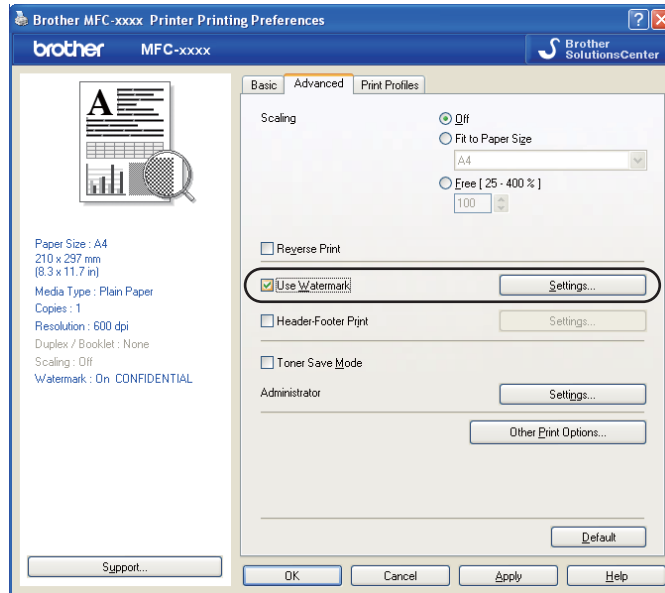 Brother MFC-xxxx Printer Printing Preferences
brother MFC-xxxx
Brother
SolutionsCenter
A
Paper Size : A4
210 x 297 mm
(8.3 x 11.7 in)
Media Type : Plain Paper
Copies : 1
Resolution : 600 dpi
Duplex / Booklet : None
Scaling : Off
Watermark : On CONFIDENTIAL
Support...
Basic Advanced Print Profiles
Scaling
Off
Fit to Paper Size
A4
Free [ 25 - 400 % ]
100
Reverse Print
Use Watermark Settings...
Header-Footer Print Settings...
Toner Save Mode
Administrator Settings...
Other Print Options...
Default
OK Cancel Apply Help